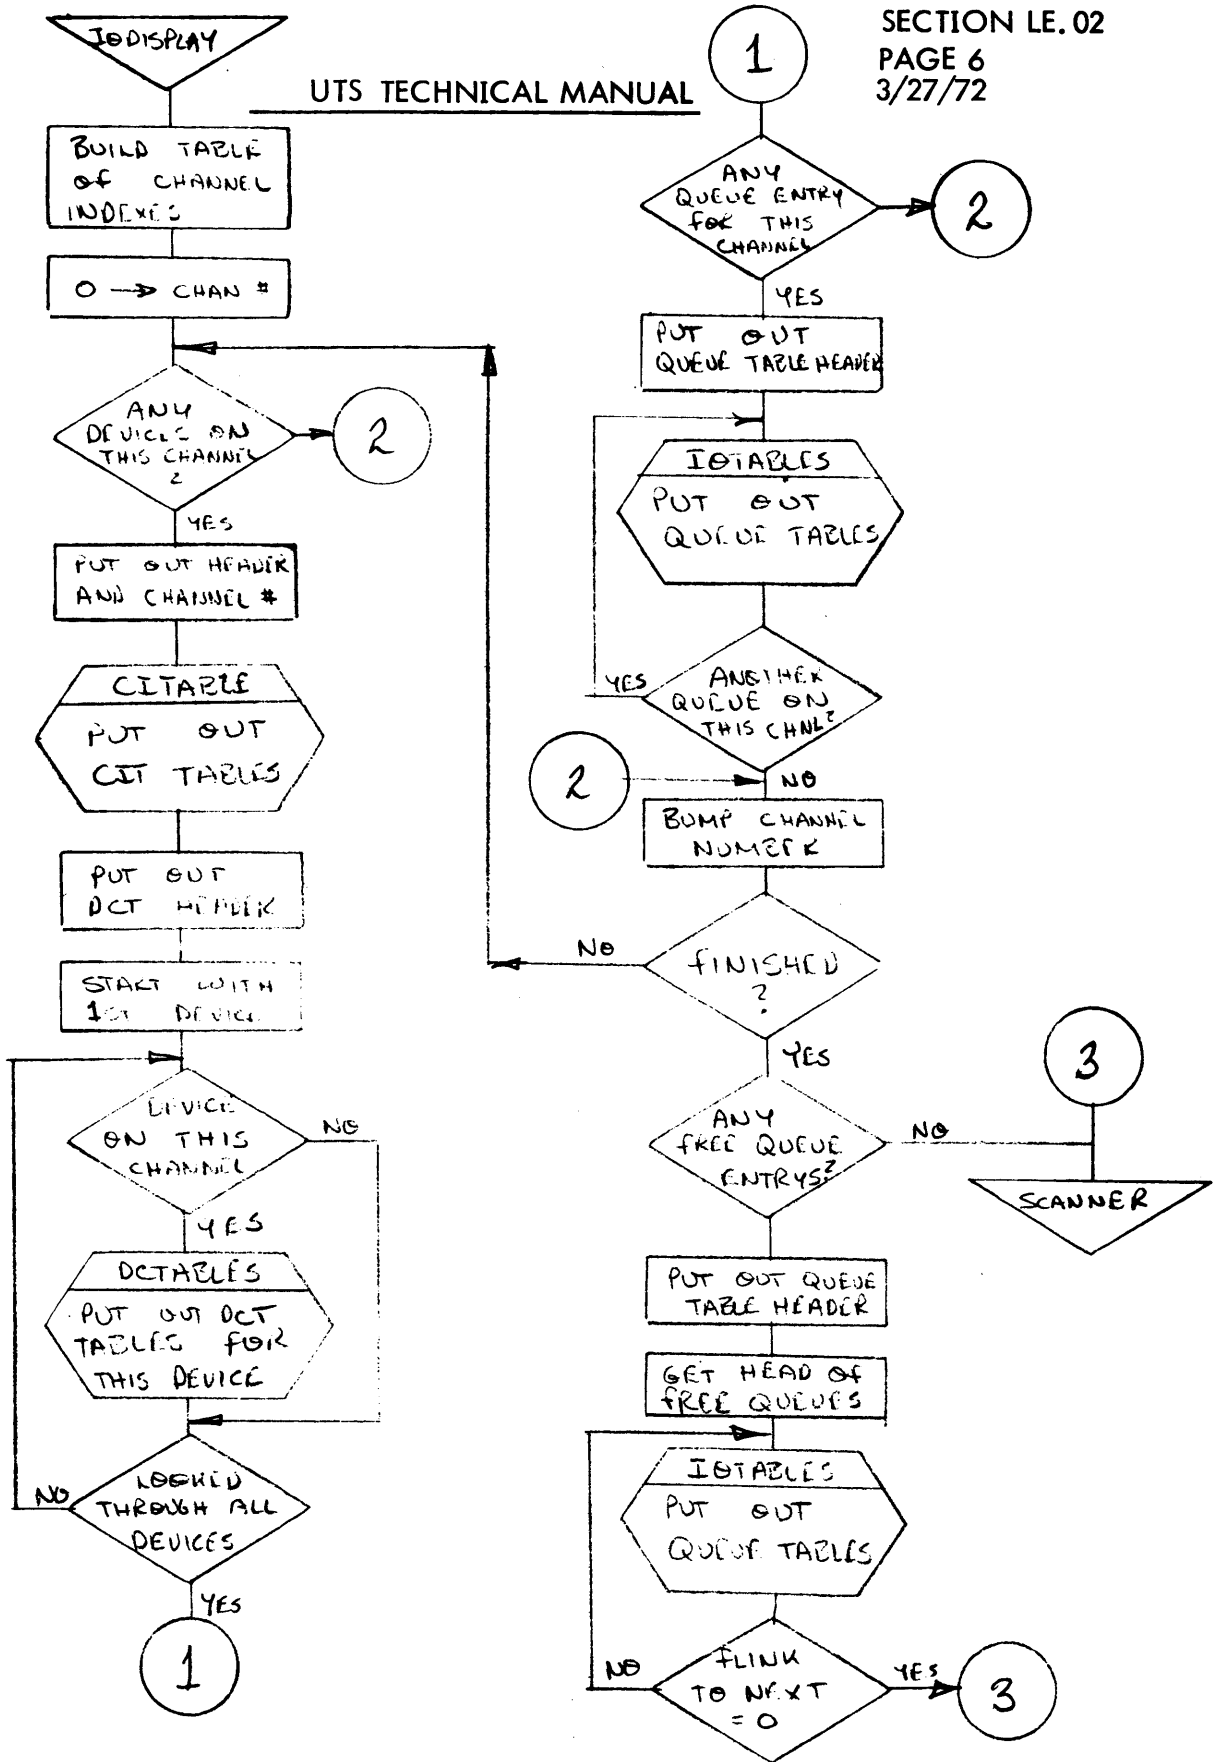 SECTION LE. 02
PAGE 6
3/27/72
UTS TECHNICAL MANUAL
IODISPLAY
BUILD TABLE
of CHANNEL
INDEXES
0 → CHAN #
ANY
DEVICES ON
THIS CHANNEL
?
2
YES
PUT OUT HEADER
AND CHANNEL #
CITABLE
PUT OUT
CIT TABLES
PUT OUT
DCT HEADER
START WITH
1ST DEVICE
DEVICE
ON THIS
CHANNEL
NO
YES
DCTABLES
PUT OUT DCT
TABLES FOR
THIS DEVICE
LOOKED
THROUGH ALL
DEVICES
NO
YES
1
1
ANY
QUEUE ENTRY
FOR THIS
CHANNEL
2
YES
PUT OUT
QUEUE TABLE HEADER
IOTABLES
PUT OUT
QUEUE TABLES
ANOTHER
QUEUE ON
THIS CHNL?
YES
NO
2
BUMP CHANNEL
NUMBER
FINISHED
?
NO
YES
ANY
FREE QUEUE
ENTRYS?
NO
3
SCANNER
PUT OUT QUEUE
TABLE HEADER
GET HEAD OF
FREE QUEUES
IOTABLES
PUT OUT
QUEUE TABLES
FLINK
TO NEXT
= 0
NO
YES
3